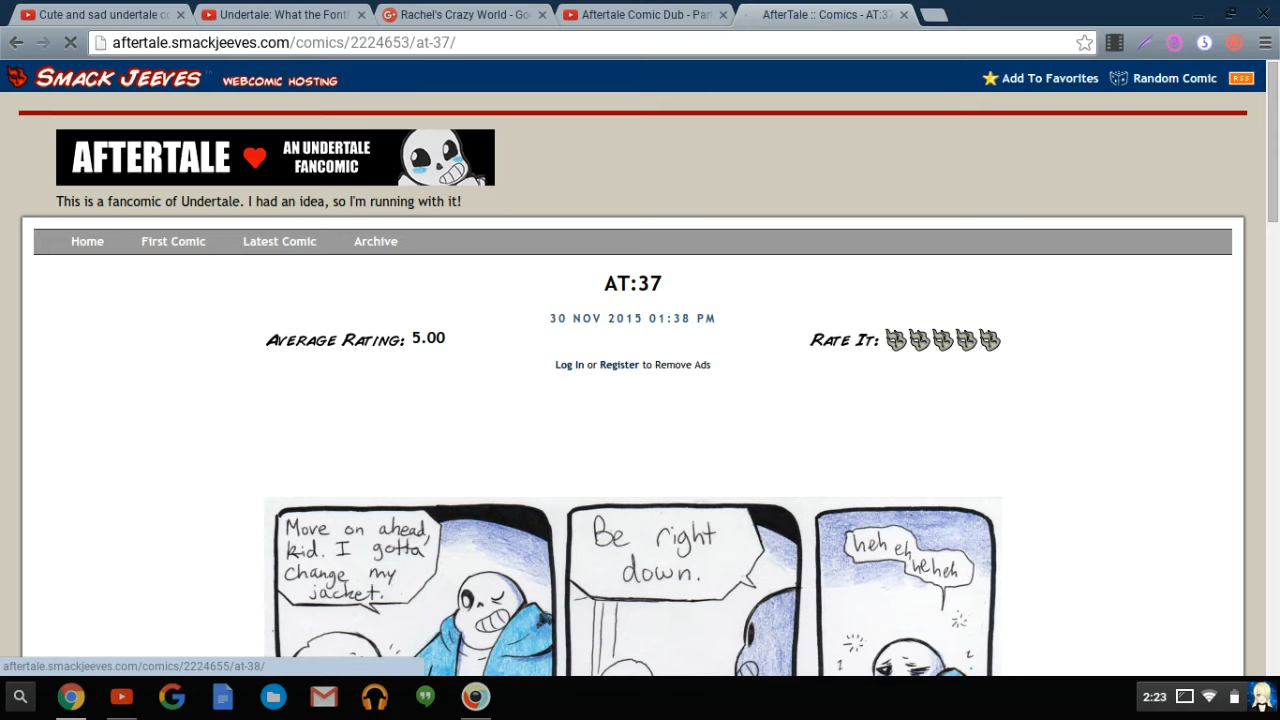 Cute and sad undertale co
Undertale: What the Font
Rachel's Crazy World - Go
Aftertale Comic Dub - Par
AfterTale :: Comics - AT:37
aftertale.smackjeeves.com/comics/2224653/at-37/
SMACK JEEVES WEBCOMIC HOSTING
Add To Favorites
Random Comic
RSS
AFTERTALE
AN UNDERTALE
FANCOMIC
This is a fancomic of Undertale. I had an idea, so I'm running with it!
Home First Comic Latest Comic Archive
AT:37
30 NOV 2015 01:38 PM
AVERAGE RATING: 5.00
RATE IT:
Log In or Register to Remove Ads
Move on ahead,
kid. I gotta
change my
jacket.
Be right
down.
heh eh
heheh
aftertale.smackjeeves.com/comics/2224655/at-38/
2:23